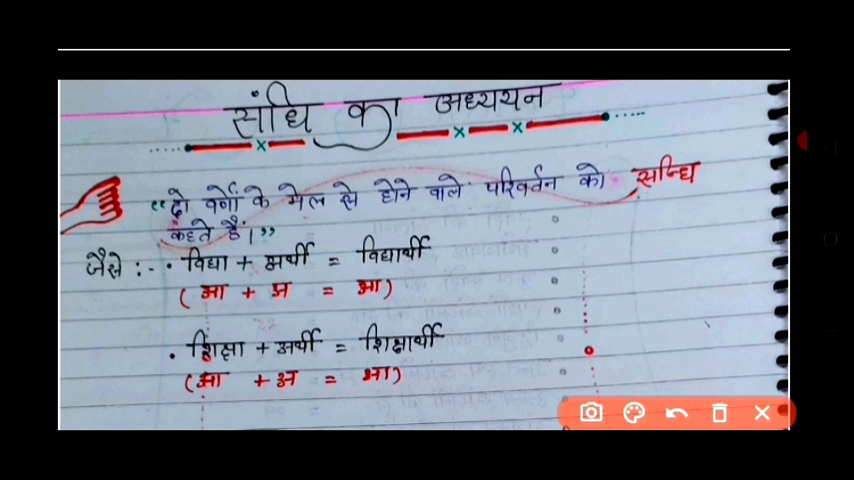 संधि का अध्ययन
“दो वर्णों के मेल से होने वाले परिवर्तन को सन्धि
कहते हैं।”
जैसे :- • विद्या + अर्थी = विद्यार्थी
(आ + अ = आ)
• शिक्षा + अर्थी = शिक्षार्थी
(आ + अ = आ)